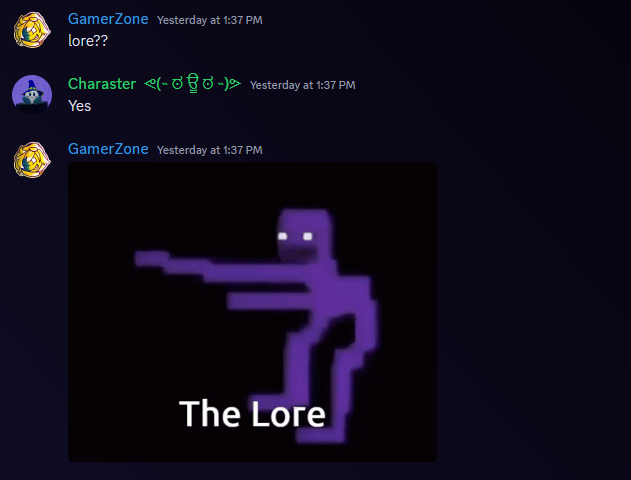 GamerZone Yesterday at 1:37 PM
lore??
Charaster Yesterday at 1:37 PM
Yes
GamerZone Yesterday at 1:37 PM
The Lore